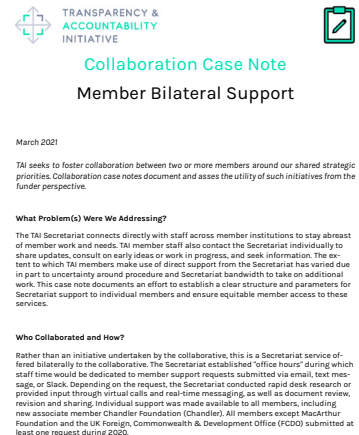 TRANSPARENCY &
ACCOUNTABILITY
INITIATIVE
Collaboration Case Note
Member Bilateral Support
March 2021
TAI seeks to foster collaboration between two or more members around our shared strategic
priorities. Collaboration case notes document and asses the utility of such initiatives from the
funder perspective.
What Problem(s) Were We Addressing?
The TAI Secretariat connects directly with staff across member institutions to stay abreast
of member work and needs. TAI member staff also contact the Secretariat individually to
share updates, consult on early ideas or work in progress, and seek information. The ex-
tent to which TAI members make use of direct support from the Secretariat has varied due
in part to uncertainty around procedure and Secretariat bandwidth to take on additional
work. This case note documents an effort to establish a clear structure and parameters for
Secretariat support to individual members and ensure equitable member access to these
services.
Who Collaborated and How?
Rather than an initiative undertaken by the collaborative, this is a Secretariat service of-
fered bilaterally to the collaborative. The Secretariat established "office hours" during which
staff time would be dedicated to member support requests submitted via email, text mes-
sage, or Slack. Depending on the request, the Secretariat conducted rapid desk research or
provided input through virtual calls and real-time messaging, as well as document review,
revision and sharing. Individual support was made available to all members, including
new associate member Chandler Foundation (Chandler). All members except MacArthur
Foundation and the UK Foreign, Commonwealth & Development Office (FCDO) submitted at
least one request during 2020.